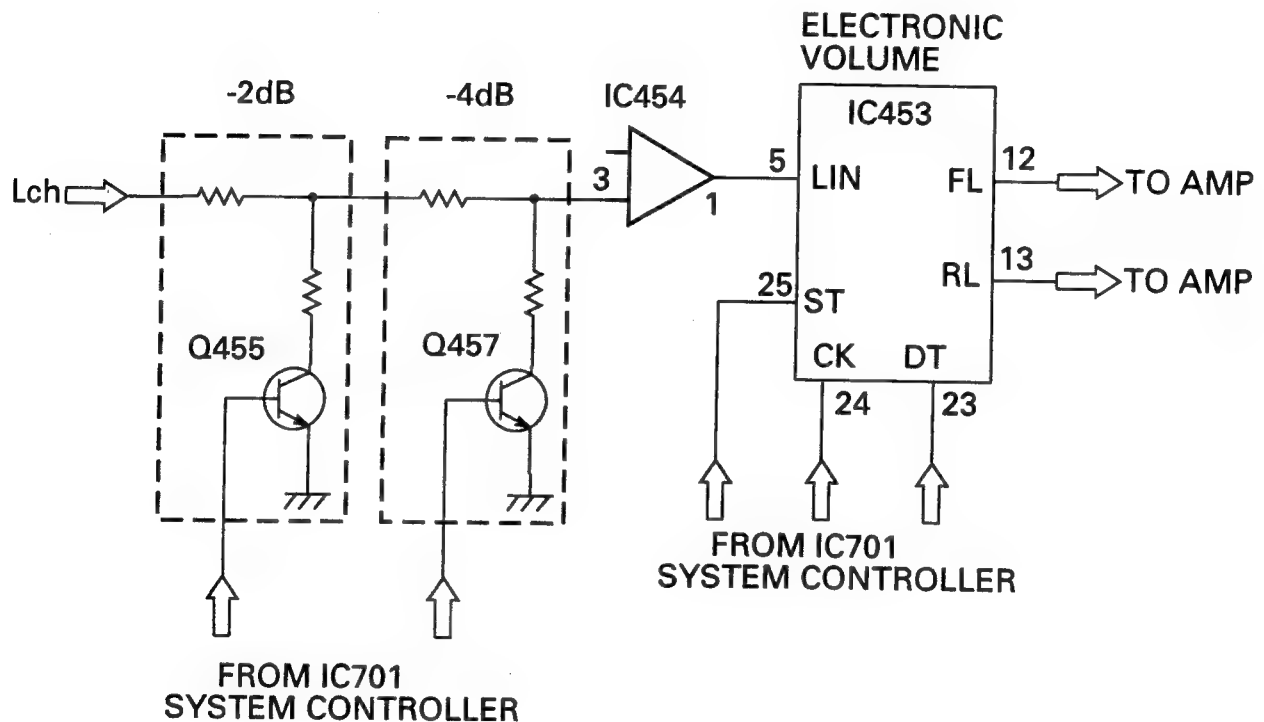 ELECTRONIC
VOLUME
-2dB
-4dB
IC454
IC453
Lch
3
1
5
LIN
FL
12
TO AMP
RL
13
TO AMP
25
ST
Q455
Q457
CK
DT
24
23
FROM IC701
SYSTEM CONTROLLER
FROM IC701
SYSTEM CONTROLLER